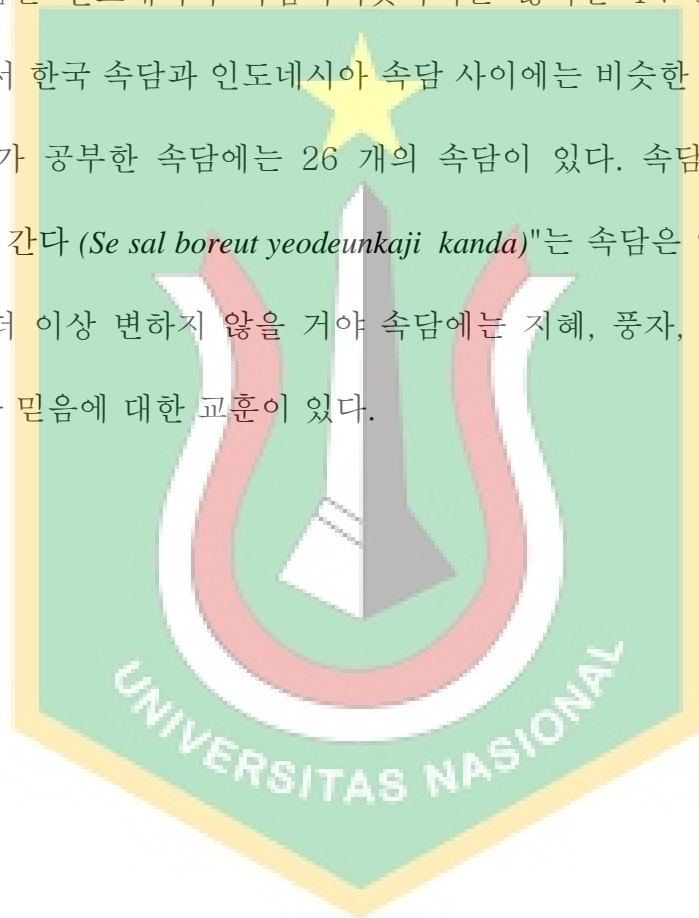 서 한국 속담과 인도네시아 속담 사이에는 비슷한
가 공부한 속담에는 26 개의 속담이 있다. 속담
간다 (Se sal boreut yeodeunkaji kanda)"는 속담은
더 이상 변하지 않을 거야 속담에는 지혜, 풍자,
믿음에 대한 교훈이 있다.
UNIVERSITAS NASIONAL